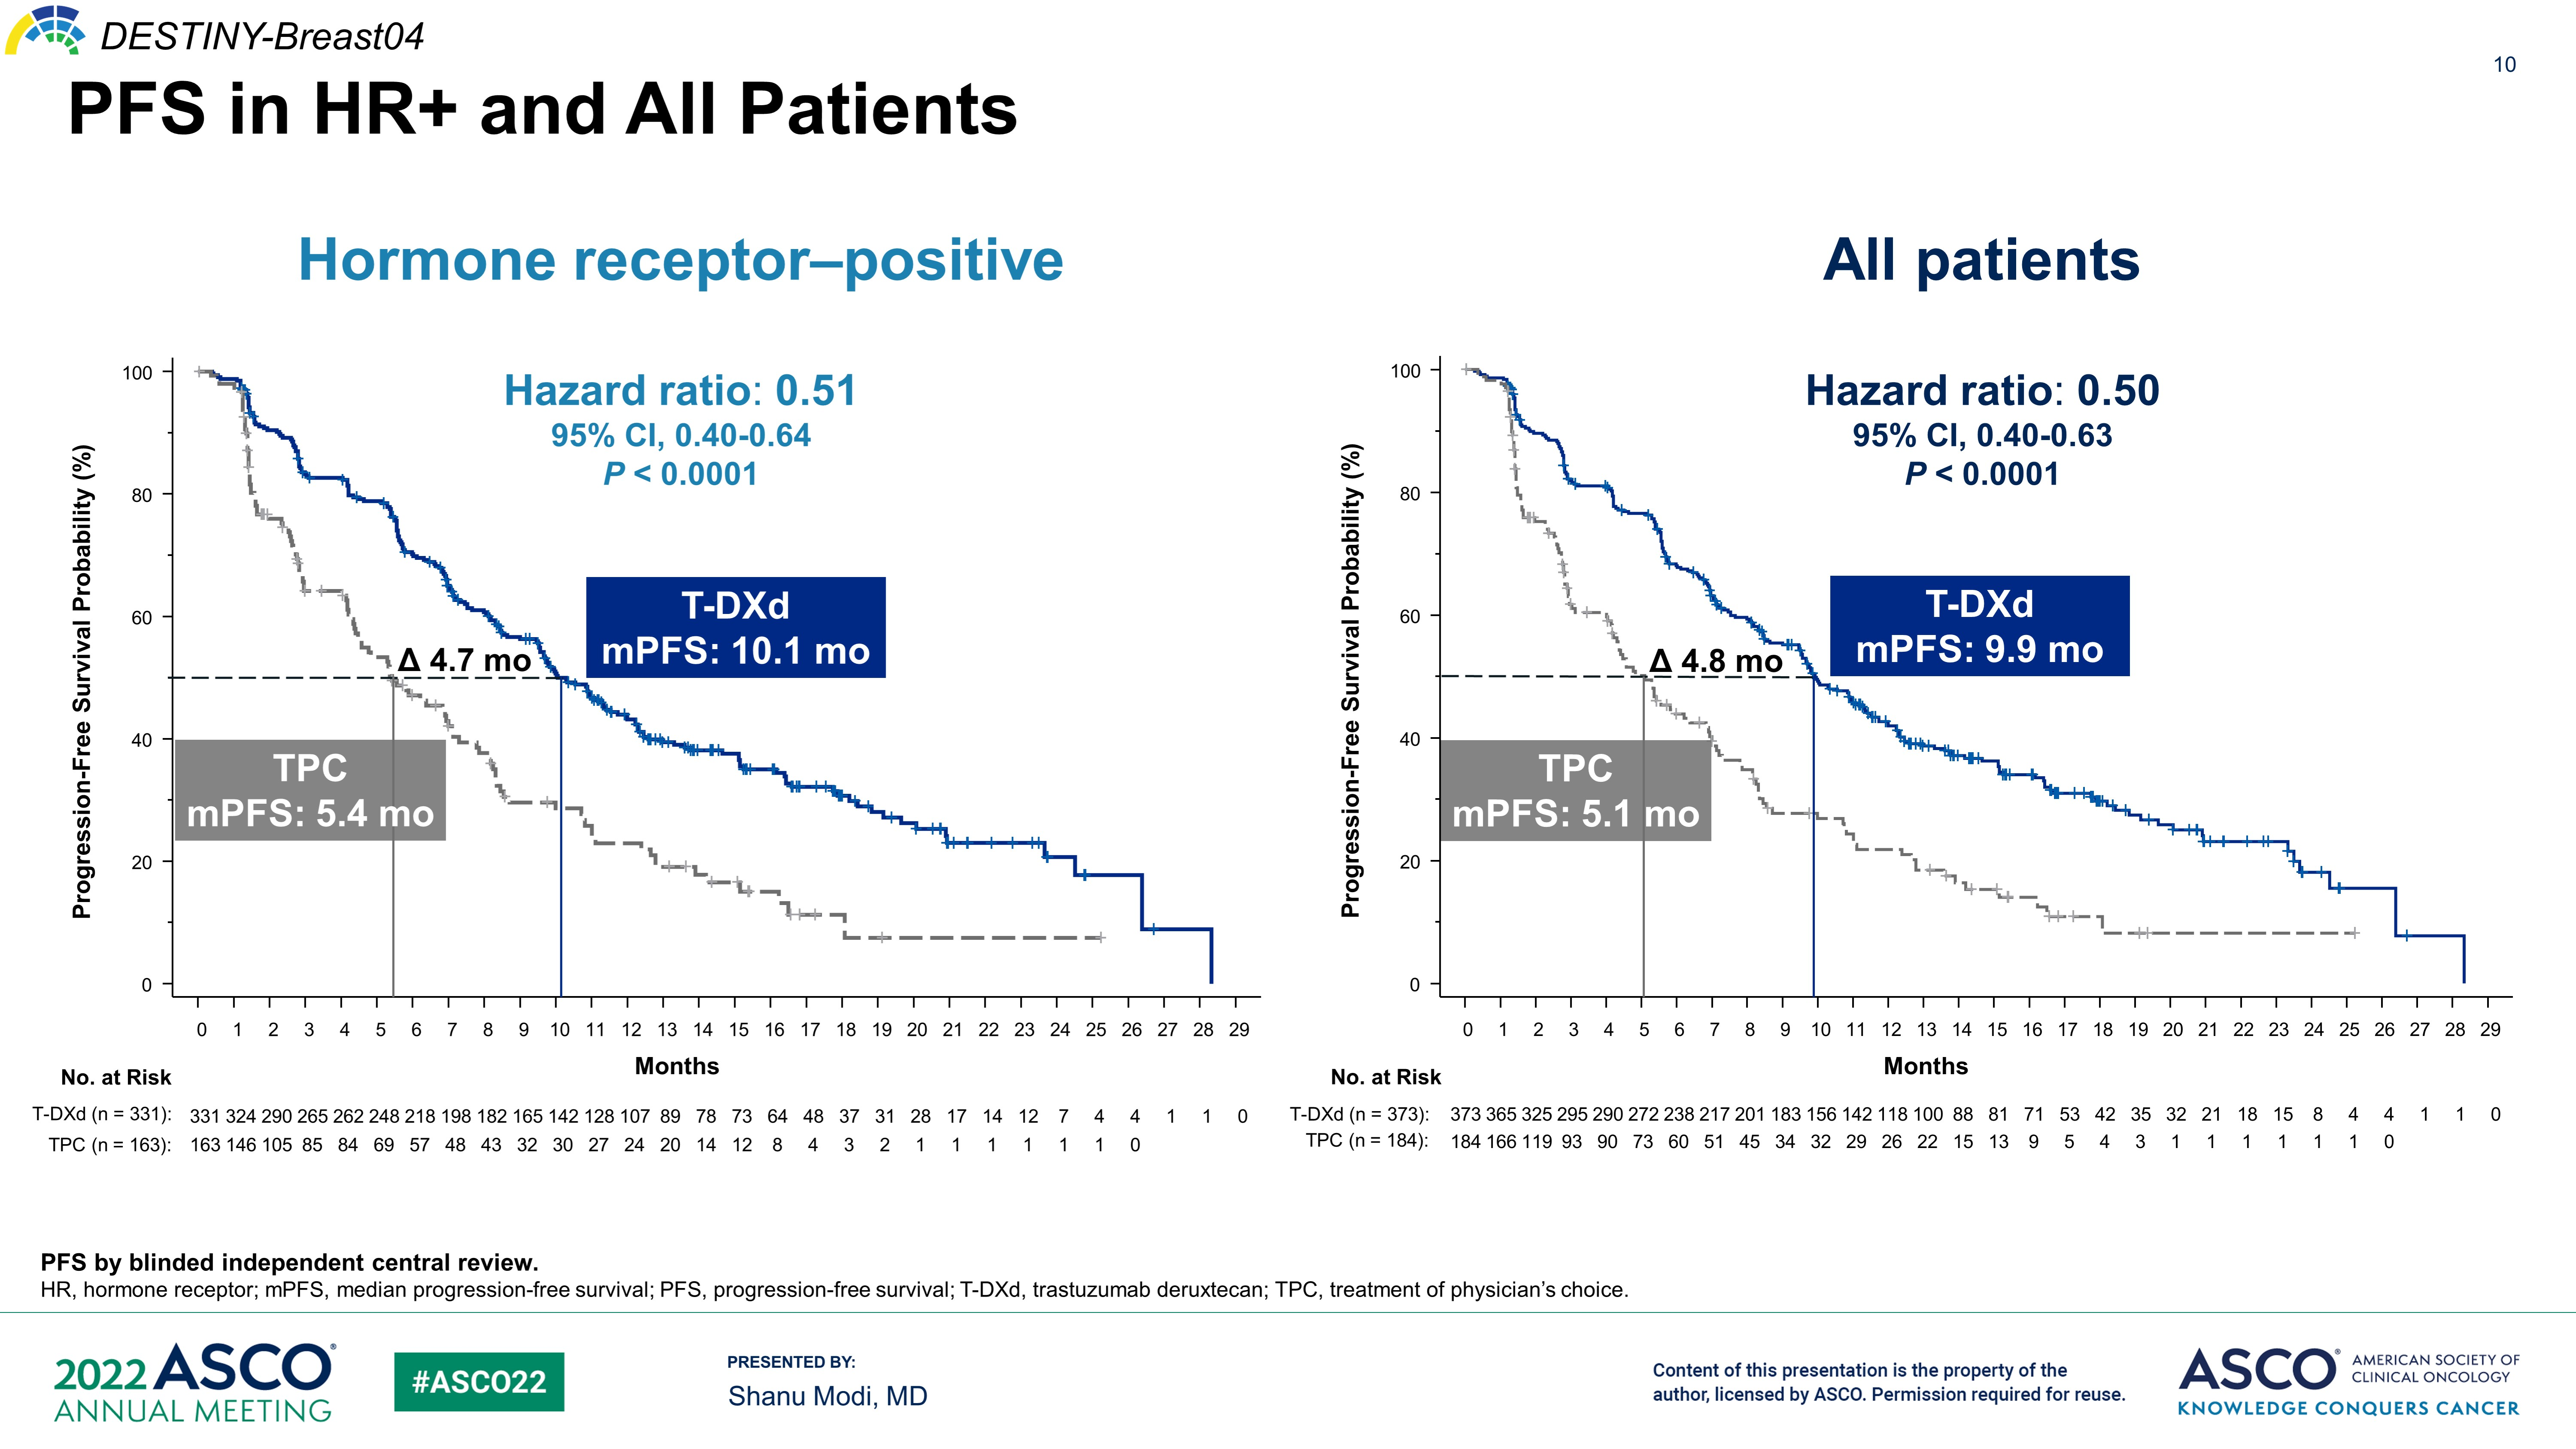 DESTINY-Breast04
10
PFS in HR+ and All Patients
Hormone receptor–positive
Progression-Free Survival Probability (%)
100
80
60
40
20
0
Hazard ratio: 0.51
95% CI, 0.40-0.64
P < 0.0001
T-DXd
mPFS: 10.1 mo
Δ 4.7 mo
TPC
mPFS: 5.4 mo
0 1 2 3 4 5 6 7 8 9 10 11 12 13 14 15 16 17 18 19 20 21 22 23 24 25 26 27 28 29
Months
No. at Risk
T-DXd (n = 331): 331 324 290 265 262 248 218 198 182 165 142 128 107 89 78 73 64 48 37 31 28 17 14 12 7 4 4 1 1 0
TPC (n = 163): 163 146 105 85 84 69 57 48 43 32 30 27 24 20 14 12 8 4 3 2 1 1 1 1 1 1 0
All patients
Progression-Free Survival Probability (%)
100
80
60
40
20
0
Hazard ratio: 0.50
95% CI, 0.40-0.63
P < 0.0001
T-DXd
mPFS: 9.9 mo
Δ 4.8 mo
TPC
mPFS: 5.1 mo
0 1 2 3 4 5 6 7 8 9 10 11 12 13 14 15 16 17 18 19 20 21 22 23 24 25 26 27 28 29
Months
No. at Risk
T-DXd (n = 373): 373 365 325 295 290 272 238 217 201 183 156 142 118 100 88 81 71 53 42 35 32 21 18 15 8 4 4 1 1 0
TPC (n = 184): 184 166 119 93 90 73 60 51 45 34 32 29 26 22 15 13 9 5 4 3 1 1 1 1 1 1 0
PFS by blinded independent central review.
HR, hormone receptor; mPFS, median progression-free survival; PFS, progression-free survival; T-DXd, trastuzumab deruxtecan; TPC, treatment of physician’s choice.
2022 ASCO®
ANNUAL MEETING
#ASCO22
PRESENTED BY:
Shanu Modi, MD
Content of this presentation is the property of the
author, licensed by ASCO. Permission required for reuse.
ASCO® AMERICAN SOCIETY OF
CLINICAL ONCOLOGY
KNOWLEDGE CONQUERS CANCER